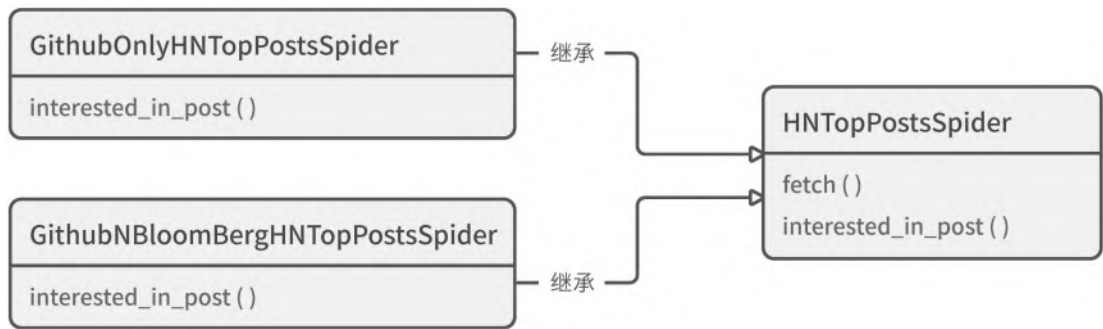 GithubOnlyHNTopPostsSpider
interested_in_post ( )
继承
GithubNBloomBergHNTopPostsSpider
interested_in_post ( )
继承
HNTopPostsSpider
fetch ( )
interested_in_post ( )